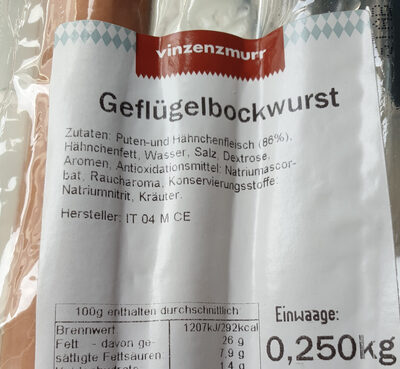 vinzenzmurr
Geflügelbockwurst
Zutaten: Puten-und Hähnchenfleisch (86%),
Hähnchenfett, Wasser, Salz, Dextrose,
Aromen, Antioxidationsmittel: Natriumascor-
bat, Raucharoma, Konservierungsstoffe:
Natriumnitrit, Kräuter.
Hersteller: IT 04 M CE
100g enthalten durchschnittlich
Brennwert 1207kJ/292kcal
Fett - davon ge- 26 g
sättigte Fettsäuren 7,9 g
1,4 g
Einwaage:
0,250kg